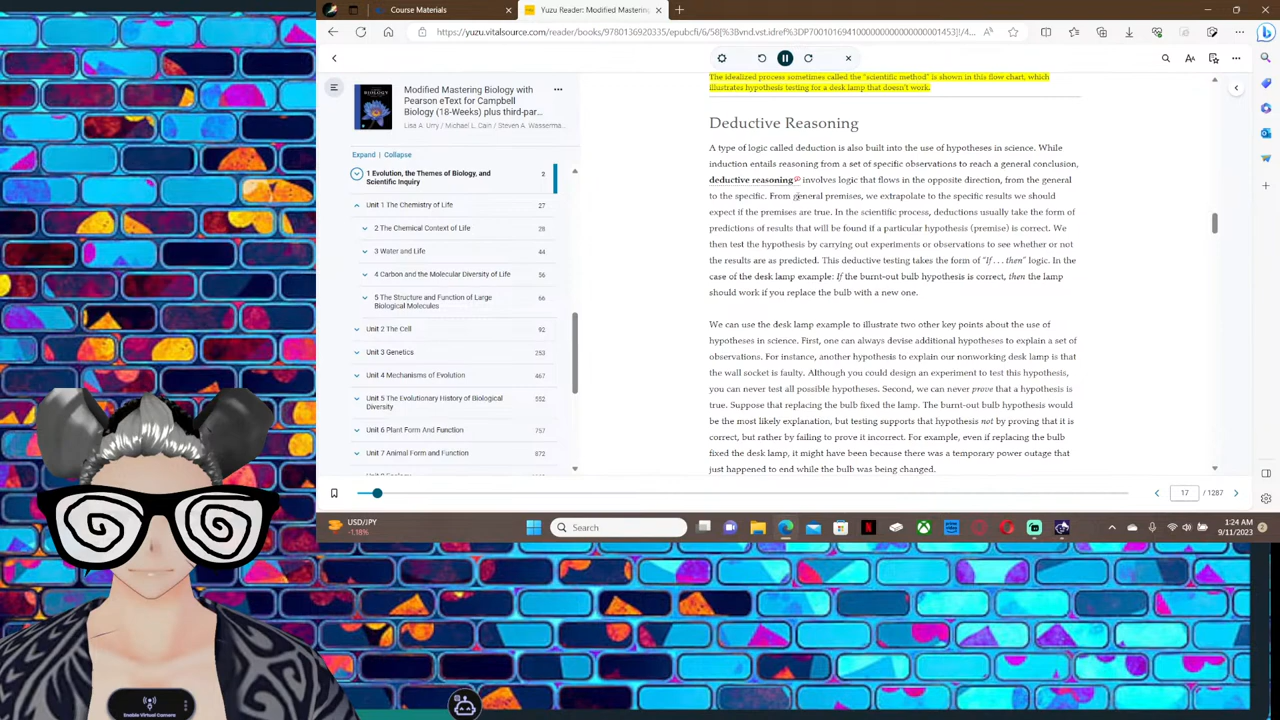 Course Materials
Yuzu Reader: Modified Mastering
https://yuzu.vitalsource.com/reader/books/9780136920335/epubcfi/6/58[%3Bvnd.vst.idref%3DP7001016941000000000000000001453]!/4...
The idealized process sometimes called the "scientific method" is shown in this flow chart, which
illustrates hypothesis testing for a desk lamp that doesn't work.
Modified Mastering Biology with
Pearson eText for Campbell
Biology (18-Weeks) plus third-par...
Lisa A. Urry / Michael L. Cain / Steven A. Wasserma...
Expand | Collapse
1 Evolution, the Themes of Biology, and
Scientific Inquiry
2
Unit 1 The Chemistry of Life
27
2 The Chemical Context of Life
28
3 Water and Life
44
4 Carbon and the Molecular Diversity of Life
56
5 The Structure and Function of Large
Biological Molecules
66
Unit 2 The Cell
92
Unit 3 Genetics
253
Unit 4 Mechanisms of Evolution
467
Unit 5 The Evolutionary History of Biological
Diversity
552
Unit 6 Plant Form And Function
757
Unit 7 Animal Form and Function
872
Deductive Reasoning
A type of logic called deduction is also built into the use of hypotheses in science. While
induction entails reasoning from a set of specific observations to reach a general conclusion,
deductive reasoning involves logic that flows in the opposite direction, from the general
to the specific. From general premises, we extrapolate to the specific results we should
expect if the premises are true. In the scientific process, deductions usually take the form of
predictions of results that will be found if a particular hypothesis (premise) is correct. We
then test the hypothesis by carrying out experiments or observations to see whether or not
the results are as predicted. This deductive testing takes the form of "If . . . then" logic. In the
case of the desk lamp example: If the burnt-out bulb hypothesis is correct, then the lamp
should work if you replace the bulb with a new one.
We can use the desk lamp example to illustrate two other key points about the use of
hypotheses in science. First, one can always devise additional hypotheses to explain a set of
observations. For instance, another hypothesis to explain our nonworking desk lamp is that
the wall socket is faulty. Although you could design an experiment to test this hypothesis,
you can never test all possible hypotheses. Second, we can never prove that a hypothesis is
true. Suppose that replacing the bulb fixed the lamp. The burnt-out bulb hypothesis would
be the most likely explanation, but testing supports that hypothesis not by proving that it is
correct, but rather by failing to prove it incorrect. For example, even if replacing the bulb
fixed the desk lamp, it might have been because there was a temporary power outage that
just happened to end while the bulb was being changed.
17 / 1287
USD/JPY
-1.18%
Search
1:24 AM
9/11/2023
Enable Virtual Camera